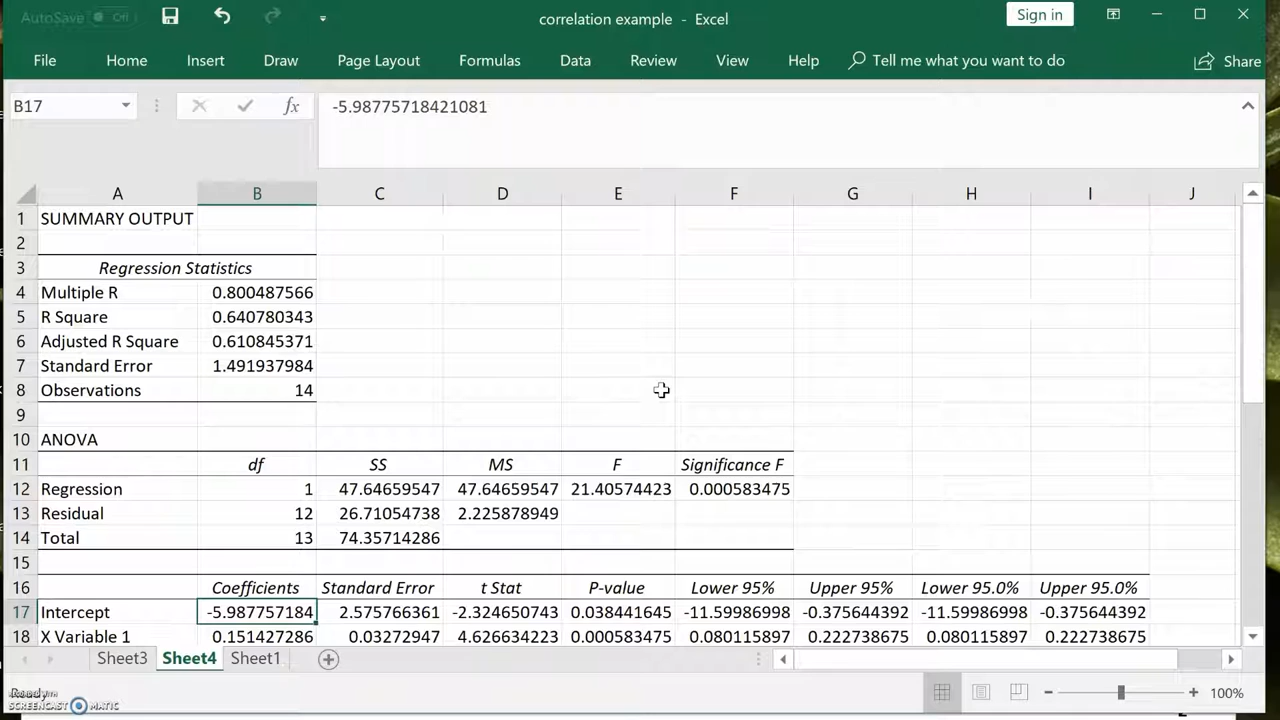 AutoSave Off correlation example - Excel Sign in
File Home Insert Draw Page Layout Formulas Data Review View Help Tell me what you want to do Share
B17 fx -5.98775718421081
A B C D E F G H I J
1 SUMMARY OUTPUT
2
3 Regression Statistics
4 Multiple R 0.800487566
5 R Square 0.640780343
6 Adjusted R Square 0.610845371
7 Standard Error 1.491937984
8 Observations 14
9
10 ANOVA
11 df SS MS F Significance F
12 Regression 1 47.64659547 47.64659547 21.40574423 0.000583475
13 Residual 12 26.71054738 2.225878949
14 Total 13 74.35714286
15
16 Coefficients Standard Error t Stat P-value Lower 95% Upper 95% Lower 95.0% Upper 95.0%
17 Intercept -5.987757184 2.575766361 -2.324650743 0.038441645 -11.59986998 -0.375644392 -11.59986998 -0.375644392
18 X Variable 1 0.151427286 0.03272947 4.626634223 0.000583475 0.080115897 0.222738675 0.080115897 0.222738675
Sheet3 Sheet4 Sheet1
Ready 100%
RECORDED WITH
SCREENCAST MATIC